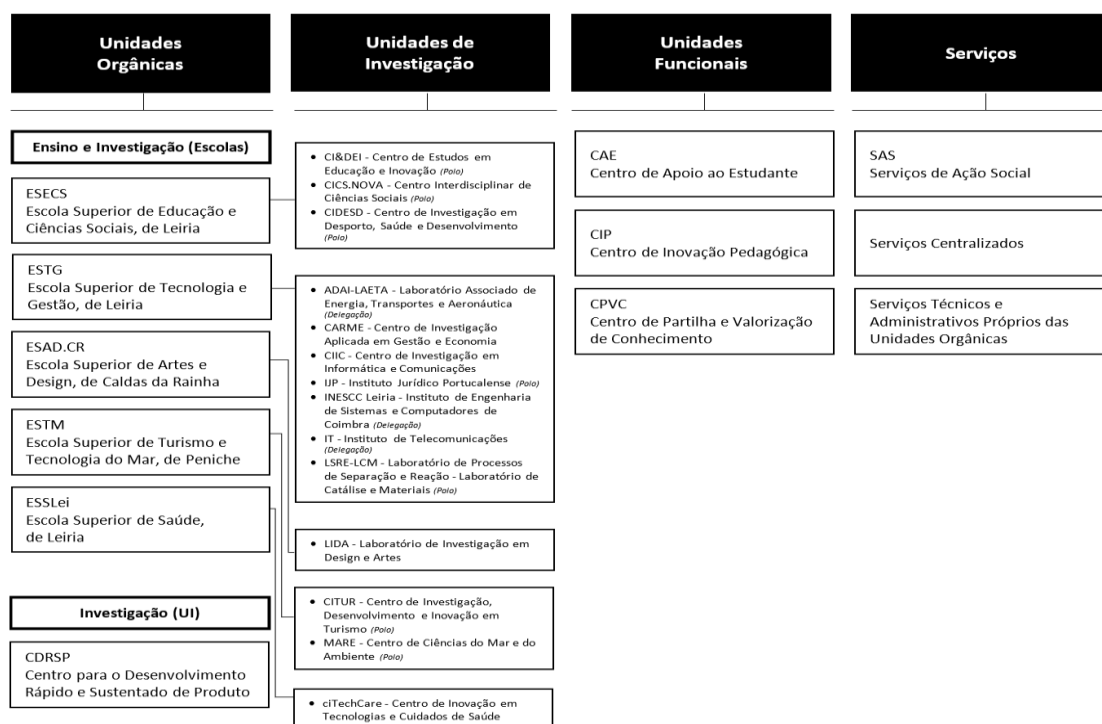 Unidades
Orgânicas
Ensino e Investigação (Escolas)
ESECS
Escola Superior de Educação e
Ciências Sociais, de Leiria
ESTG
Escola Superior de Tecnologia e
Gestão, de Leiria
ESAD.CR
Escola Superior de Artes e
Design, de Caldas da Rainha
ESTM
Escola Superior de Turismo e
Tecnologia do Mar, de Peniche
ESSLei
Escola Superior de Saúde,
de Leiria
Investigação (UI)
CDRSP
Centro para o Desenvolvimento
Rápido e Sustentado de Produto
Unidades de
Investigação
• CI&DEI - Centro de Estudos em
Educação e Inovação (Polo)
• CICS.NOVA - Centro Interdisciplinar de
Ciências Sociais (Polo)
• CIDESD - Centro de Investigação em
Desporto, Saúde e Desenvolvimento
(Polo)
• ADAI-LAETA - Laboratório Associado de
Energia, Transportes e Aeronáutica
(Delegação)
• CARME - Centro de Investigação
Aplicada em Gestão e Economia
• CIIC - Centro de Investigação em
Informática e Comunicações
• IJP - Instituto Jurídico Portucalense (Polo)
• INESCC Leiria - Instituto de Engenharia
de Sistemas e Computadores de
Coimbra (Delegação)
• IT - Instituto de Telecomunicações
(Delegação)
• LSRE-LCM - Laboratório de Processos
de Separação e Reação - Laboratório de
Catálise e Materiais (Polo)
• LIDA - Laboratório de Investigação em
Design e Artes
• CITUR - Centro de Investigação,
Desenvolvimento e Inovação em
Turismo (Polo)
• MARE - Centro de Ciências do Mar e do
Ambiente (Polo)
• ciTechCare - Centro de Inovação em
Tecnologias e Cuidados de Saúde
Unidades
Funcionais
CAE
Centro de Apoio ao Estudante
CIP
Centro de Inovação Pedagógica
CPVC
Centro de Partilha e Valorização
de Conhecimento
Serviços
SAS
Serviços de Ação Social
Serviços Centralizados
Serviços Técnicos e
Administrativos Próprios das
Unidades Orgânicas